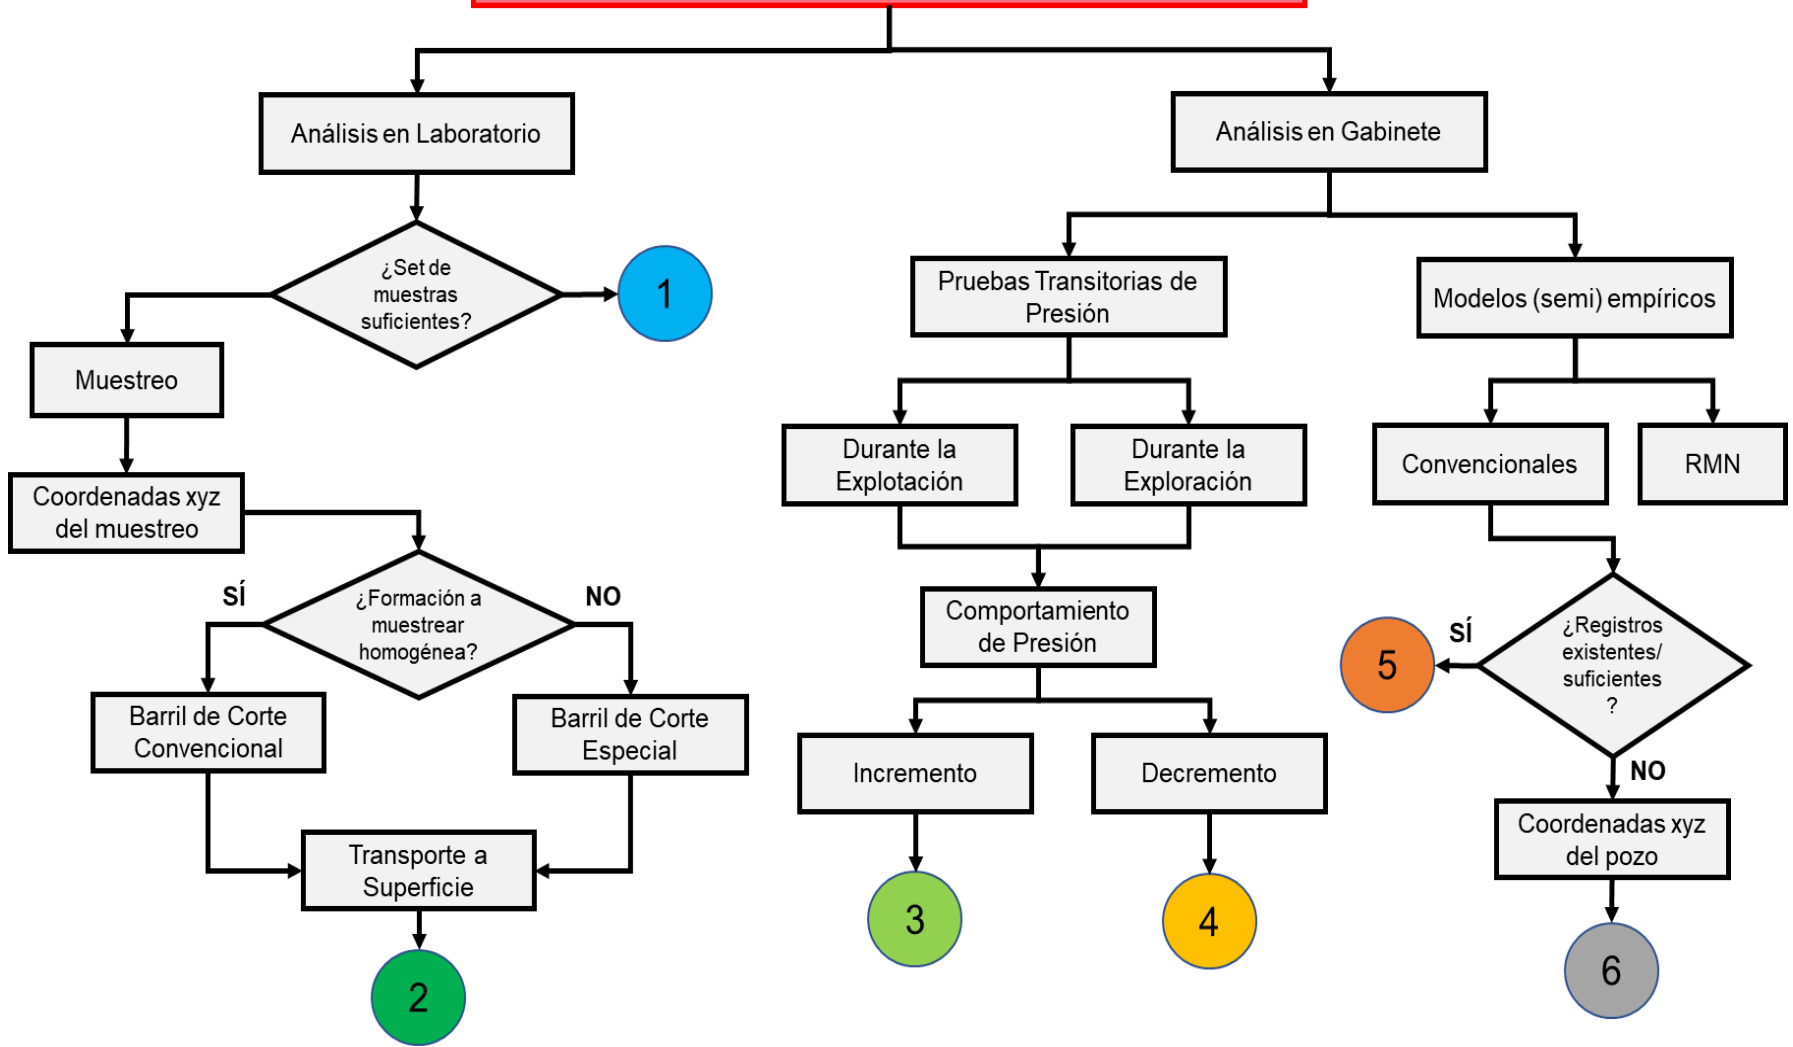 Análisis en Laboratorio
Análisis en Gabinete
¿Set de
muestras
suficientes?
1
Pruebas Transitorias de
Presión
Modelos (semi) empíricos
Muestreo
Durante la
Explotación
Durante la
Exploración
Convencionales
RMN
Coordenadas xyz
del muestreo
SÍ
¿Formación a
muestrear
homogénea?
NO
Comportamiento
de Presión
5
SÍ
¿Registros
existentes/
suficientes
?
NO
Barril de Corte
Convencional
Barril de Corte
Especial
Incremento
Decremento
Coordenadas xyz
del pozo
Transporte a
Superficie
3
4
6
2